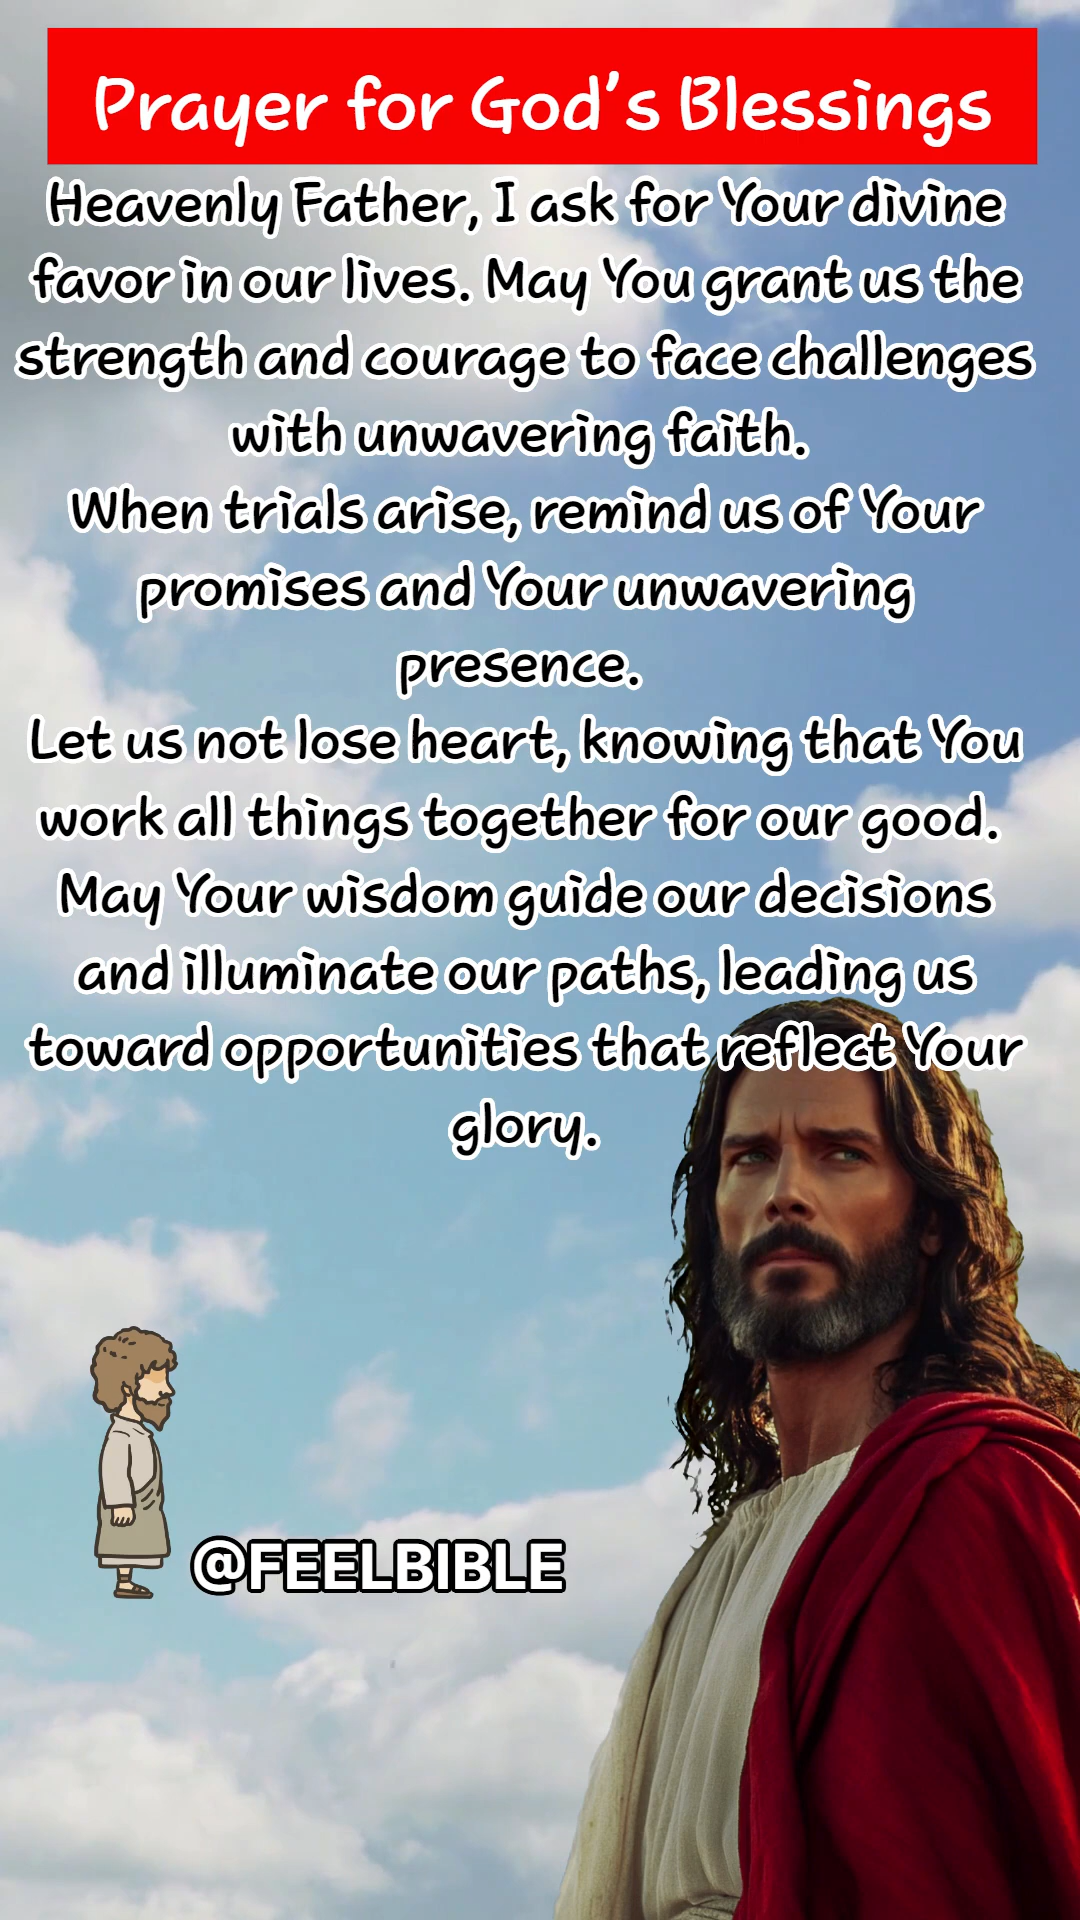 Prayer for God's Blessings
Heavenly Father, I ask for Your divine
favor in our lives. May You grant us the
strength and courage to face challenges
with unwavering faith.
When trials arise, remind us of Your
promises and Your unwavering
presence.
Let us not lose heart, knowing that You
work all things together for our good.
May Your wisdom guide our decisions
and illuminate our paths, leading us
toward opportunities that reflect Your
glory.
@FEELBIBLE